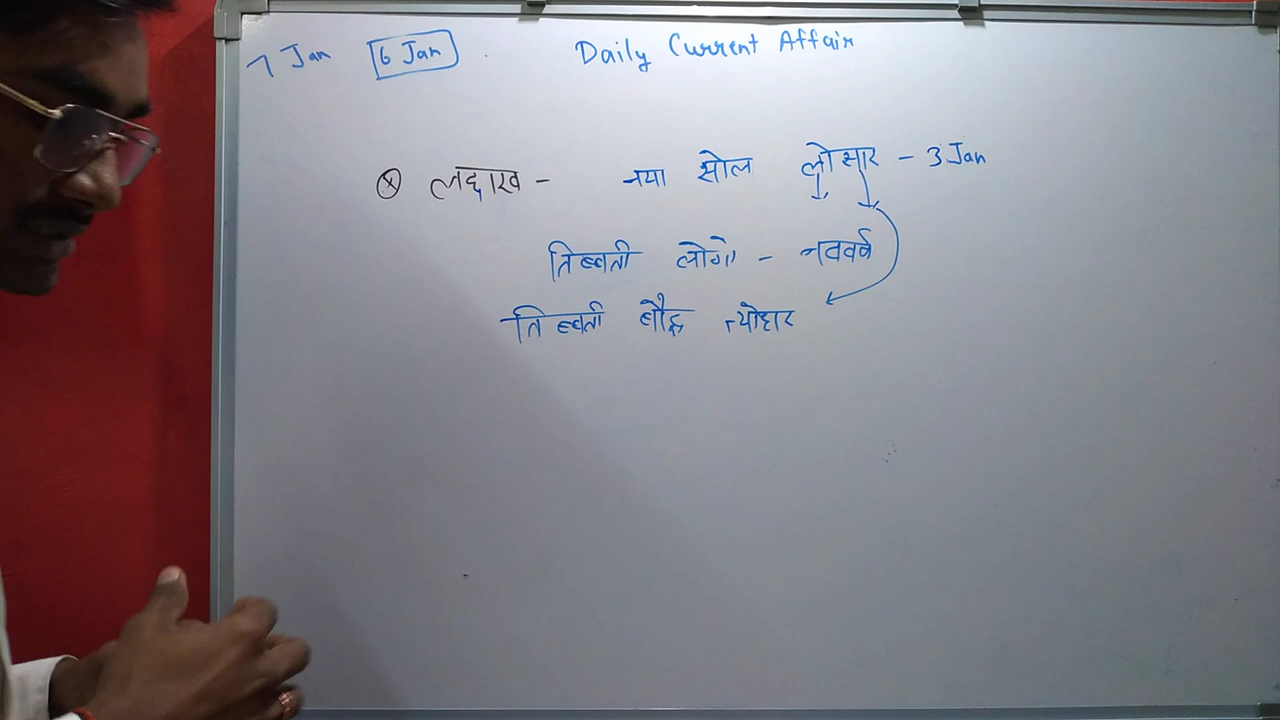 7 Jan 6 Jan. Daily Current Affair
⊗ लद्दाख - नया सोल लोसार - 3 Jan
तिब्बती लोगो - नववर्ष
तिब्बती बौद्ध त्योहार